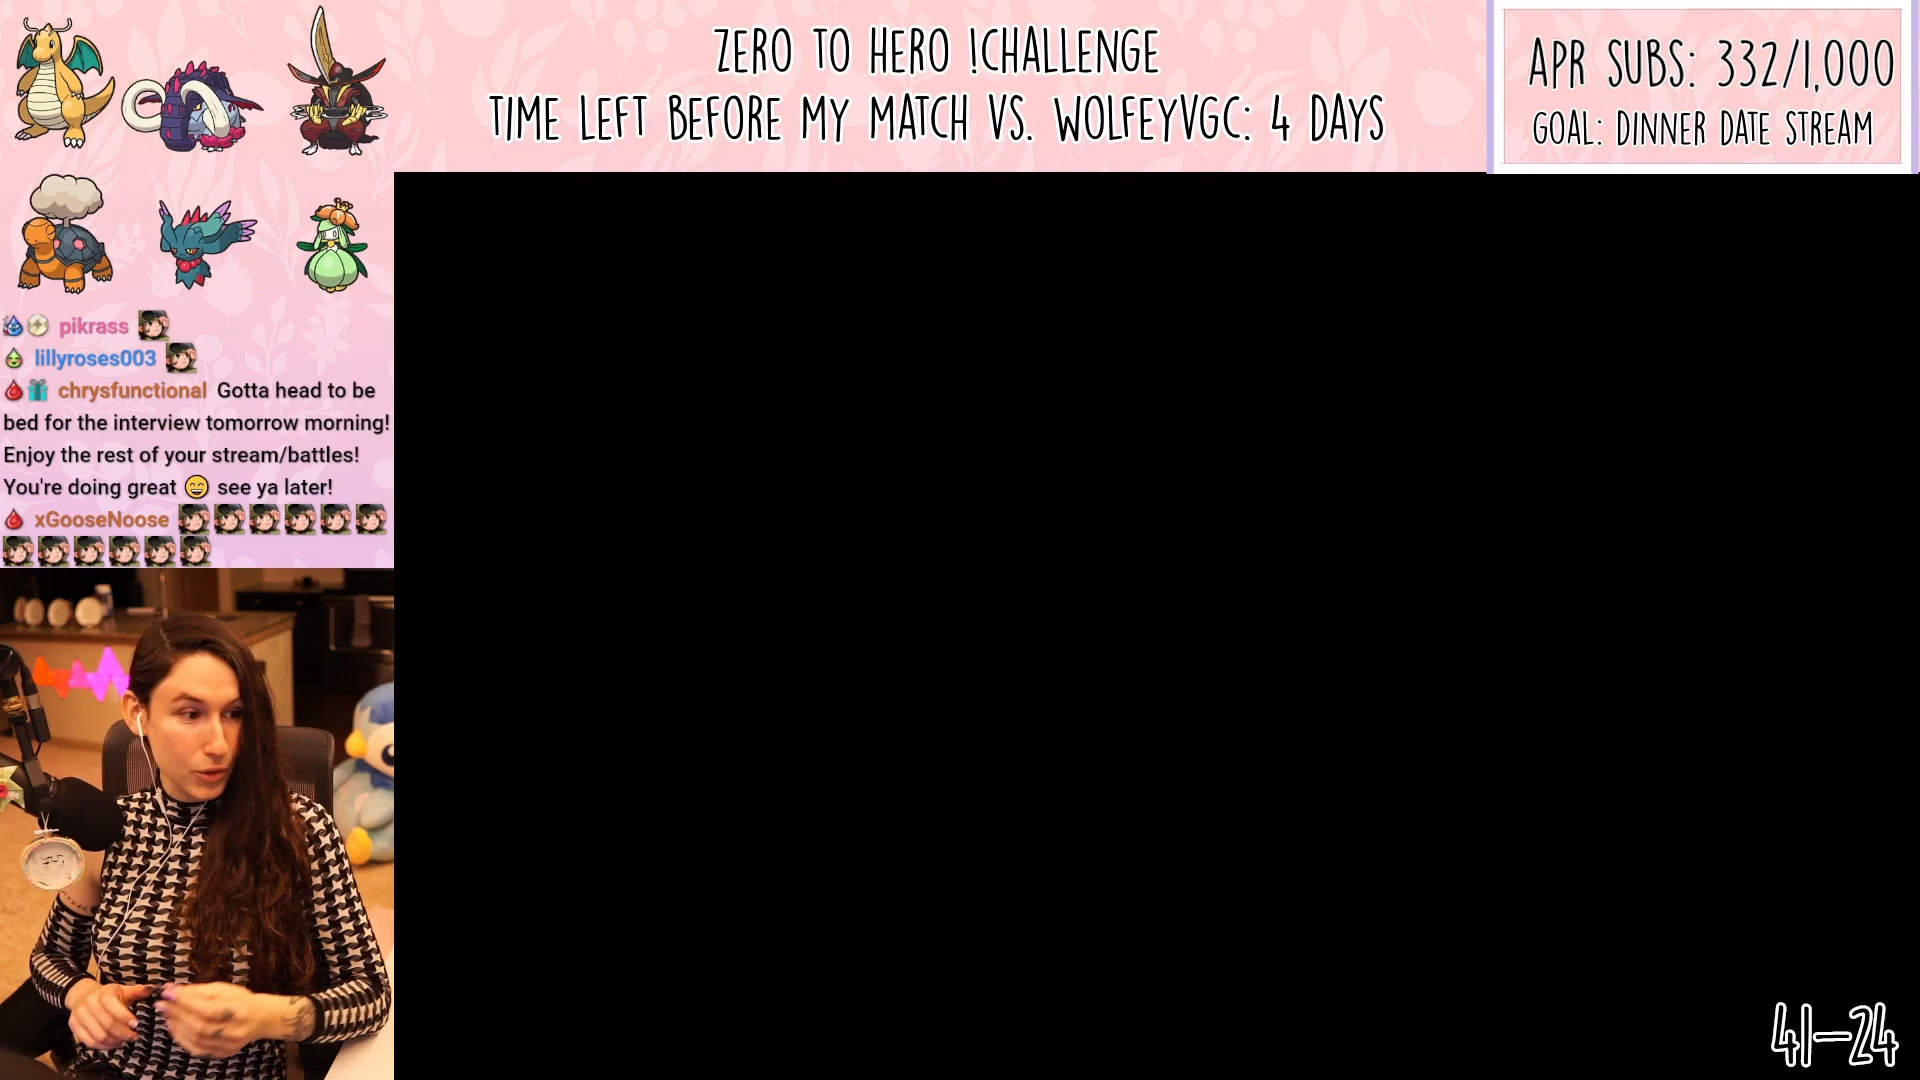 ZERO TO HERO !CHALLENGE
TIME LEFT BEFORE MY MATCH VS. WOLFEYVGC: 4 DAYS
APR SUBS: 332/1,000
GOAL: DINNER DATE STREAM
pikrass
lillyroses003
chrysfunctional Gotta head to be
bed for the interview tomorrow morning!
Enjoy the rest of your stream/battles!
You're doing great 😄 see ya later!
xGooseNoose
41-24